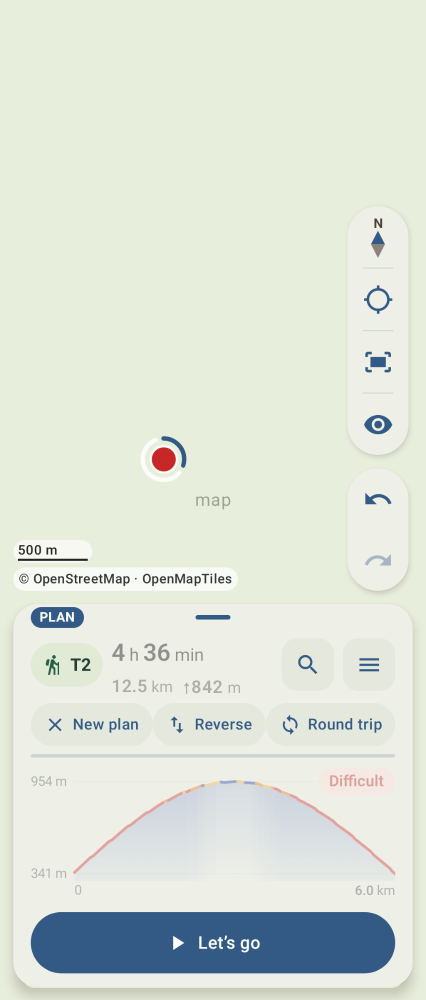 N
map
500 m
© OpenStreetMap · OpenMapTiles
PLAN
T2
4 h 36 min
12.5 km ↑842 m
New plan
Reverse
Round trip
954 m
Difficult
341 m
0
6.0 km
Let's go